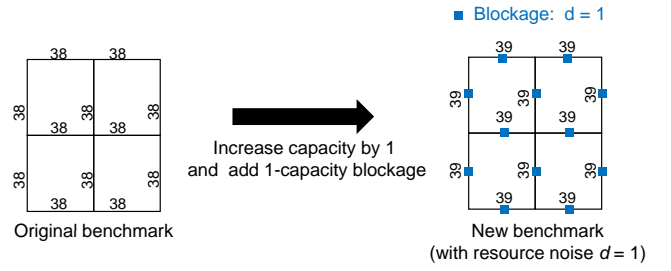 Blockage: d = 1
38 38
38 38 38
38 38
38 38 38
38 38
Original benchmark
Increase capacity by 1
and add 1-capacity blockage
39 39
39 39 39
39 39
39 39 39
39 39
New benchmark
(with resource noise d = 1)